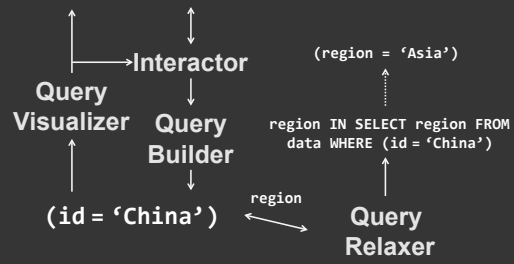 Interactor
(region = ‘Asia’)
Query
Visualizer
Query
Builder
region IN SELECT region FROM
data WHERE (id = ‘China’)
(id = ‘China’)
region
Query
Relaxer